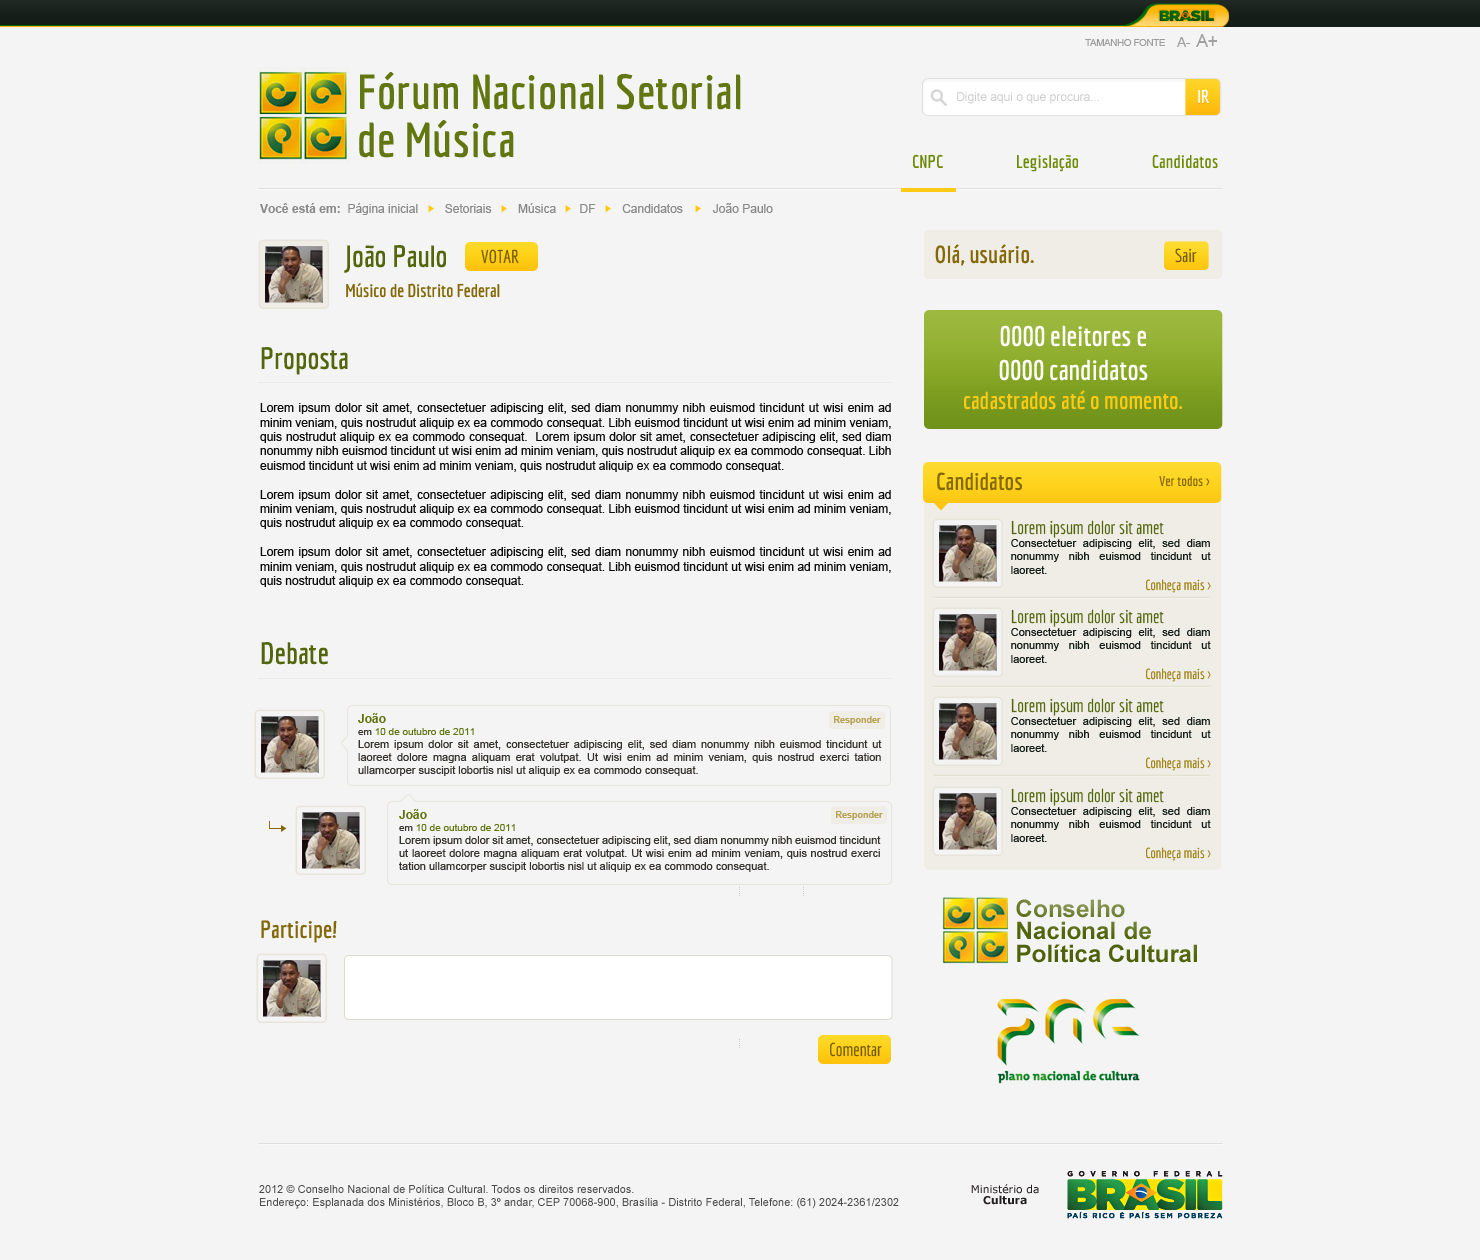 BRASIL
TAMANHO FONTE A- A+
Fórum Nacional Setorial
de Música
Digite aqui o que procura...
IR
CNPC
Legislação
Candidatos
Você está em: Página inicial Setoriais Música DF Candidatos João Paulo
João Paulo
VOTAR
Músico de Distrito Federal
Proposta
Lorem ipsum dolor sit amet, consectetuer adipiscing elit, sed diam nonummy nibh euismod tincidunt ut wisi enim ad
minim veniam, quis nostrudut aliquip ex ea commodo consequat. Libh euismod tincidunt ut wisi enim ad minim veniam,
quis nostrudut aliquip ex ea commodo consequat.  Lorem ipsum dolor sit amet, consectetuer adipiscing elit, sed diam
nonummy nibh euismod tincidunt ut wisi enim ad minim veniam, quis nostrudut aliquip ex ea commodo consequat. Libh
euismod tincidunt ut wisi enim ad minim veniam, quis nostrudut aliquip ex ea commodo consequat.
Lorem ipsum dolor sit amet, consectetuer adipiscing elit, sed diam nonummy nibh euismod tincidunt ut wisi enim ad
minim veniam, quis nostrudut aliquip ex ea commodo consequat. Libh euismod tincidunt ut wisi enim ad minim veniam,
quis nostrudut aliquip ex ea commodo consequat.
Lorem ipsum dolor sit amet, consectetuer adipiscing elit, sed diam nonummy nibh euismod tincidunt ut wisi enim ad
minim veniam, quis nostrudut aliquip ex ea commodo consequat. Libh euismod tincidunt ut wisi enim ad minim veniam,
quis nostrudut aliquip ex ea commodo consequat.
Debate
João
Responder
em 10 de outubro de 2011
Lorem ipsum dolor sit amet, consectetuer adipiscing elit, sed diam nonummy nibh euismod tincidunt ut
laoreet dolore magna aliquam erat volutpat. Ut wisi enim ad minim veniam, quis nostrud exerci tation
ullamcorper suscipit lobortis nisl ut aliquip ex ea commodo consequat.
João
Responder
em 10 de outubro de 2011
Lorem ipsum dolor sit amet, consectetuer adipiscing elit, sed diam nonummy nibh euismod tincidunt
ut laoreet dolore magna aliquam erat volutpat. Ut wisi enim ad minim veniam, quis nostrud exerci
tation ullamcorper suscipit lobortis nisl ut aliquip ex ea commodo consequat.
Participe!
Comentar
Olá, usuário.
Sair
0000 eleitores e
0000 candidatos
cadastrados até o momento.
Candidatos
Ver todos ›
Lorem ipsum dolor sit amet
Consectetuer adipiscing elit, sed diam
nonummy nibh euismod tincidunt ut
laoreet.
Conheça mais ›
Lorem ipsum dolor sit amet
Consectetuer adipiscing elit, sed diam
nonummy nibh euismod tincidunt ut
laoreet.
Conheça mais ›
Lorem ipsum dolor sit amet
Consectetuer adipiscing elit, sed diam
nonummy nibh euismod tincidunt ut
laoreet.
Conheça mais ›
Lorem ipsum dolor sit amet
Consectetuer adipiscing elit, sed diam
nonummy nibh euismod tincidunt ut
laoreet.
Conheça mais ›
Conselho
Nacional de
Política Cultural
pnc
plano nacional de cultura
2012 © Conselho Nacional de Política Cultural. Todos os direitos reservados.
Endereço: Esplanada dos Ministérios, Bloco B, 3º andar, CEP 70068-900, Brasília - Distrito Federal, Telefone: (61) 2024-2361/2302
Ministério da
Cultura
GOVERNO FEDERAL
BRASIL
PAÍS RICO É PAÍS SEM POBREZA